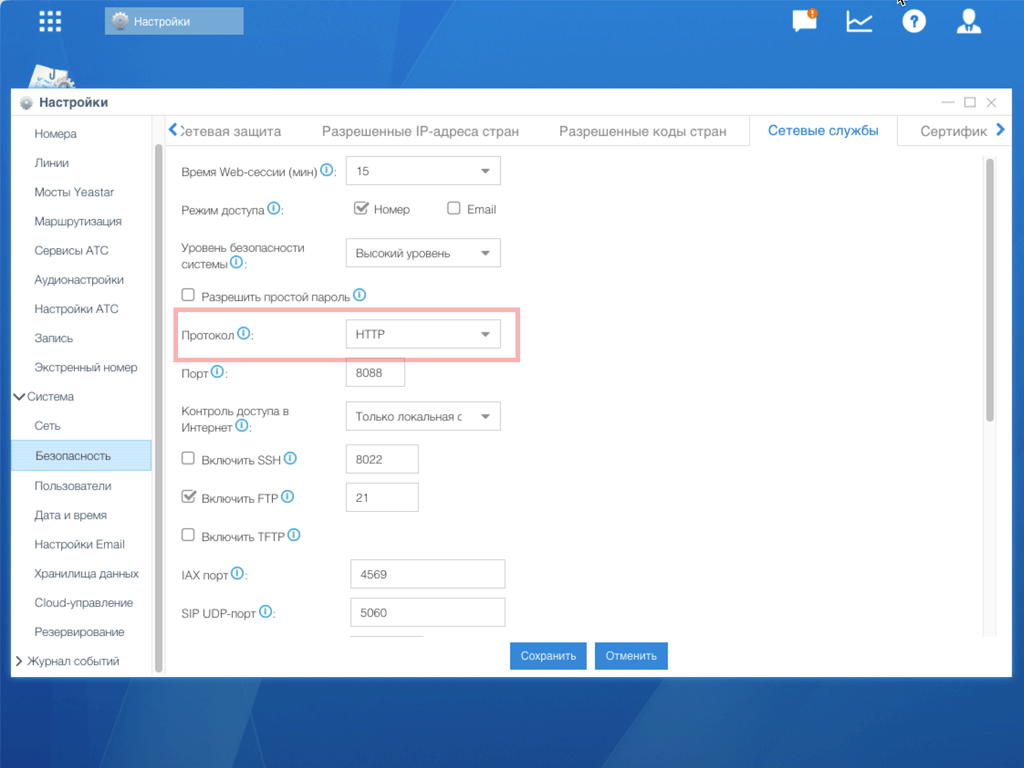 Настройки
Настройки
Номера
Линии
Мосты Yeastar
Маршрутизация
Сервисы АТС
Аудионастройки
Настройки АТС
Запись
Экстренный номер
Система
Сеть
Безопасность
Пользователи
Дата и время
Настройки Email
Хранилища данных
Cloud-управление
Резервирование
Журнал событий
Сетевая защита Разрешенные IP-адреса стран Разрешенные коды стран Сетевые службы Сертифик
Время Web-сессии (мин) : 15
Режим доступа : Номер Email
Уровень безопасности
системы : Высокий уровень
Разрешить простой пароль
Протокол : HTTP
Порт : 8088
Контроль доступа в
Интернет : Только локальная с
Включить SSH 8022
Включить FTP 21
Включить TFTP
IAX порт : 4569
SIP UDP-порт : 5060
Сохранить Отменить